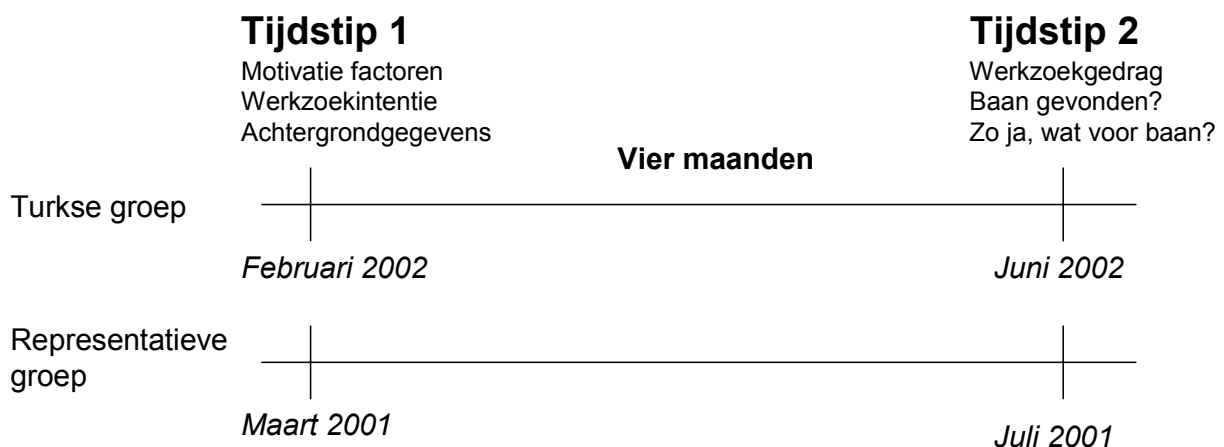 Tijdstip 1
Motivatie factoren
Werkzoekintentie
Achtergrondgegevens
Tijdstip 2
Werkzoekgedrag
Baan gevonden?
Zo ja, wat voor baan?
Vier maanden
Turkse groep
Februari 2002
Juni 2002
Representatieve
groep
Maart 2001
Juli 2001